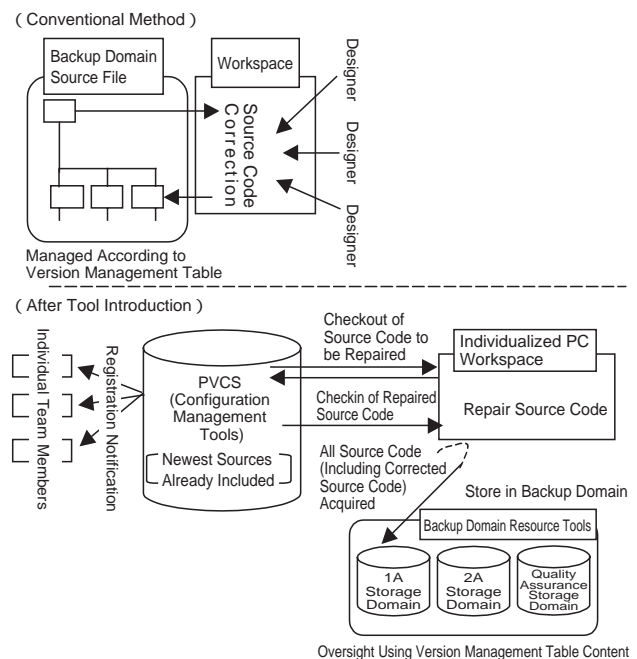 ( Conventional Method )
Backup Domain
Source File
Workspace
Source Code
Correction
Designer
Designer
Designer
Managed According to
Version Management Table
( After Tool Introduction )
Individual Team Members
Registration Notification
PVCS
(Configuration
Management
Tools)
Newest Sources
Already Included
Checkout of
Source Code to
be Repaired
Checkin of Repaired
Source Code
Individualized PC
Workspace
Repair Source Code
All Source Code
(Including Corrected
Source Code)
Acquired
Store in Backup Domain
Backup Domain Resource Tools
1A
Storage
Domain
2A
Storage
Domain
Quality
Assurance
Storage
Domain
Oversight Using Version Management Table Content